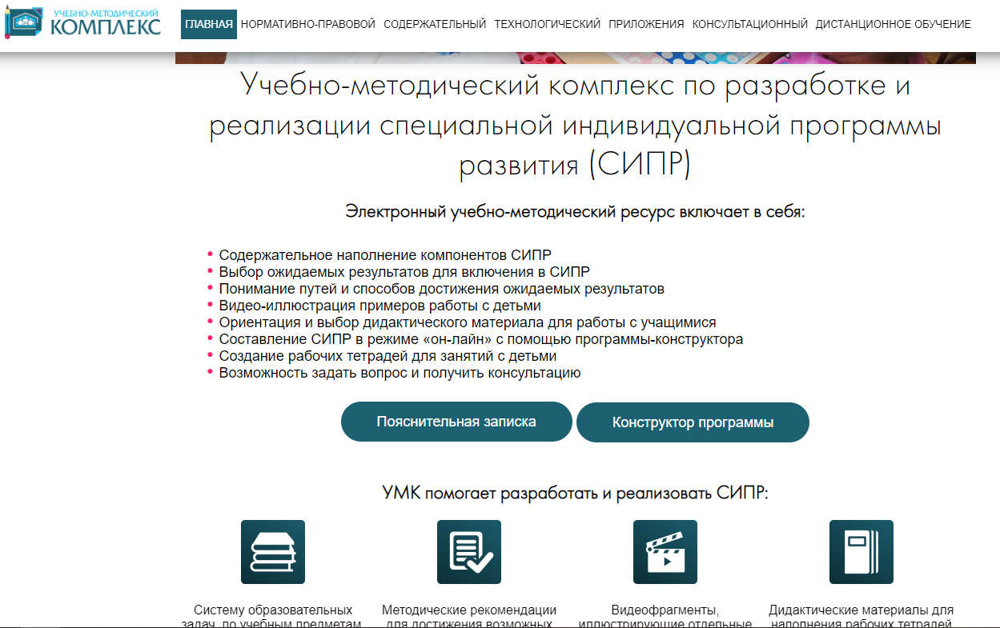 УЧЕБНО-МЕТОДИЧЕСКИЙ
КОМПЛЕКС
ГЛАВНАЯ НОРМАТИВНО-ПРАВОВОЙ СОДЕРЖАТЕЛЬНЫЙ ТЕХНОЛОГИЧЕСКИЙ ПРИЛОЖЕНИЯ КОНСУЛЬТАЦИОННЫЙ ДИСТАНЦИОННОЕ ОБУЧЕНИЕ
Учебно-методический комплекс по разработке и
реализации специальной индивидуальной программы
развития (СИПР)
Электронный учебно-методический ресурс включает в себя:
• Содержательное наполнение компонентов СИПР
• Выбор ожидаемых результатов для включения в СИПР
• Понимание путей и способов достижения ожидаемых результатов
• Видео-иллюстрация примеров работы с детьми
• Ориентация и выбор дидактического материала для работы с учащимися
• Составление СИПР в режиме «он-лайн» с помощью программы-конструктора
• Создание рабочих тетрадей для занятий с детьми
• Возможность задать вопрос и получить консультацию
Пояснительная записка
Конструктор программы
УМК помогает разработать и реализовать СИПР:
Систему образовательных
задач, по учебным предметам
Методические рекомендации
для достижения возможных
Видеофрагменты,
иллюстрирующие отдельные
Дидактические материалы для
наполнения рабочих тетрадей